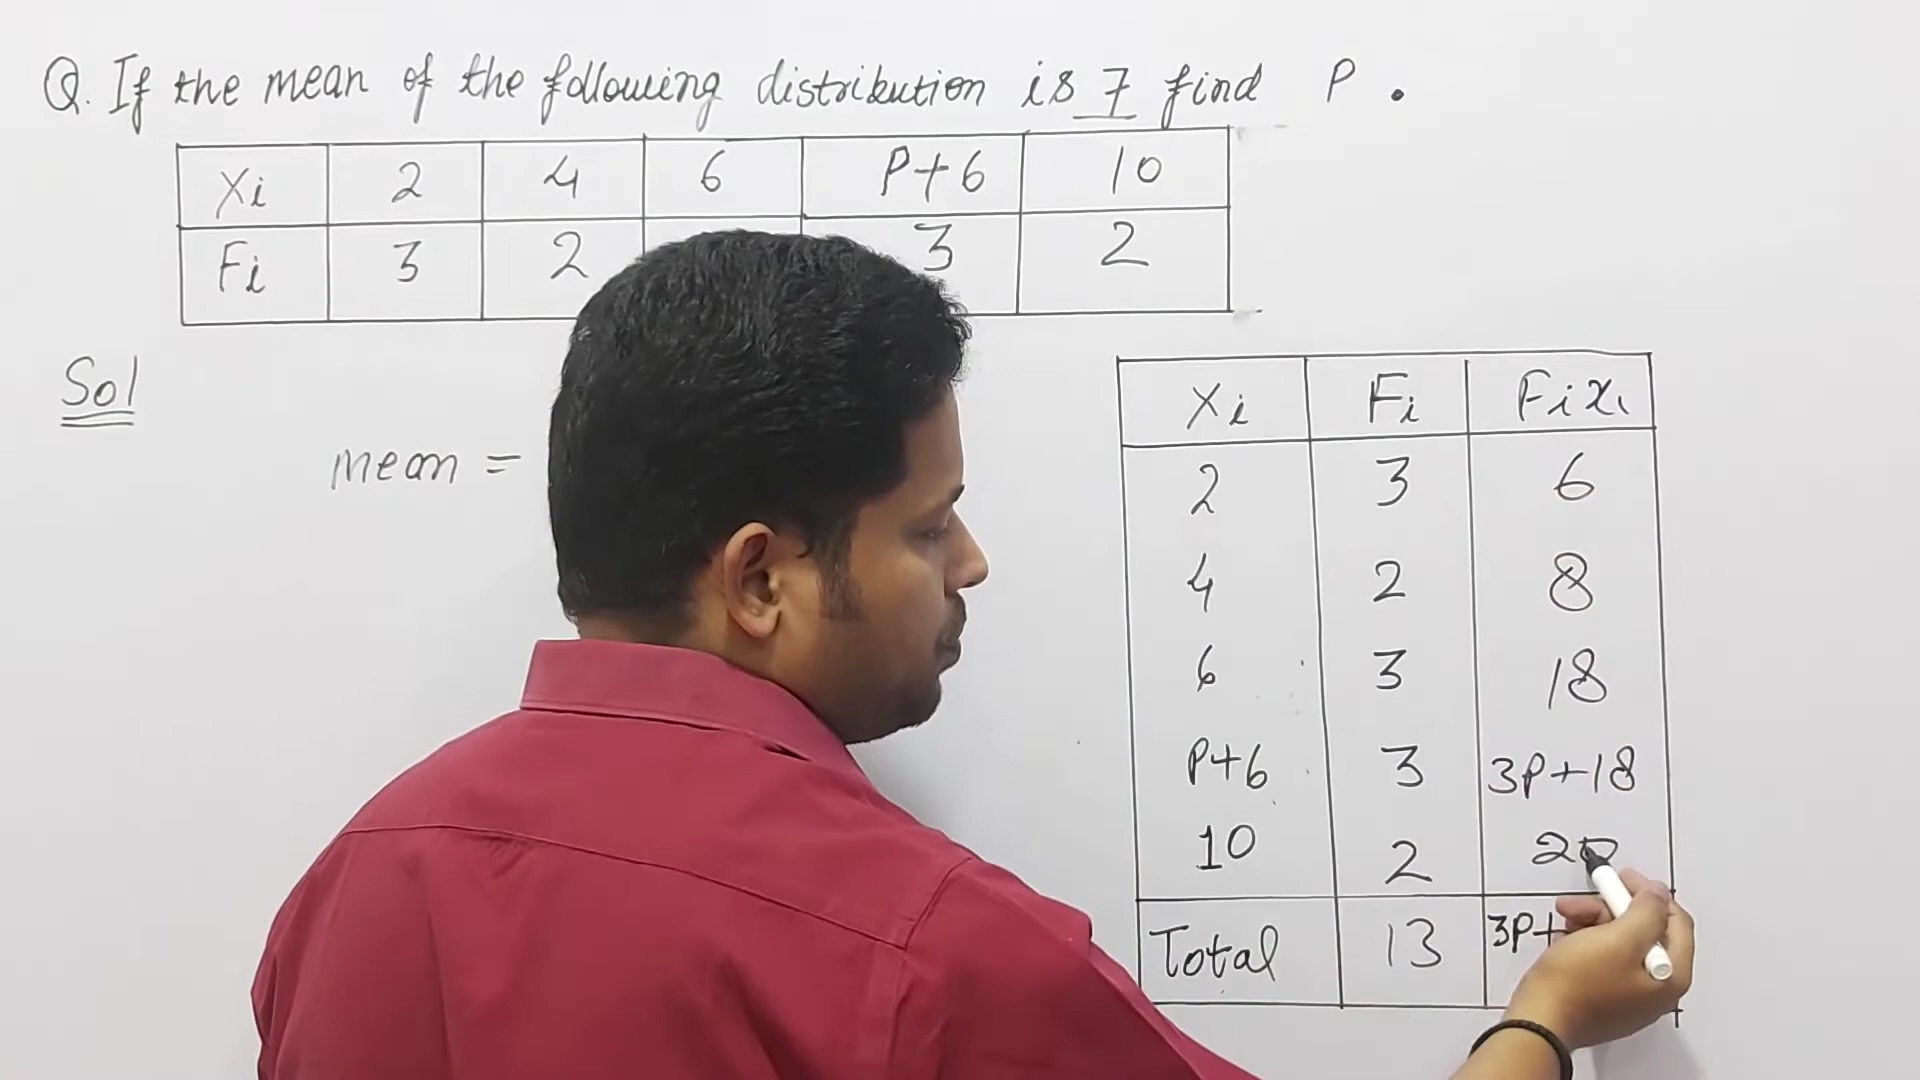 Q. If the mean of the following distribution is 7 find P.
Xi 2 4 6 P+6 10
Fi 3 2 3 2
Sol
mean =
Xi Fi Fixi
2 3 6
4 2 8
6 3 18
P+6 3 3P+18
10 2 20
Total 13 3P+